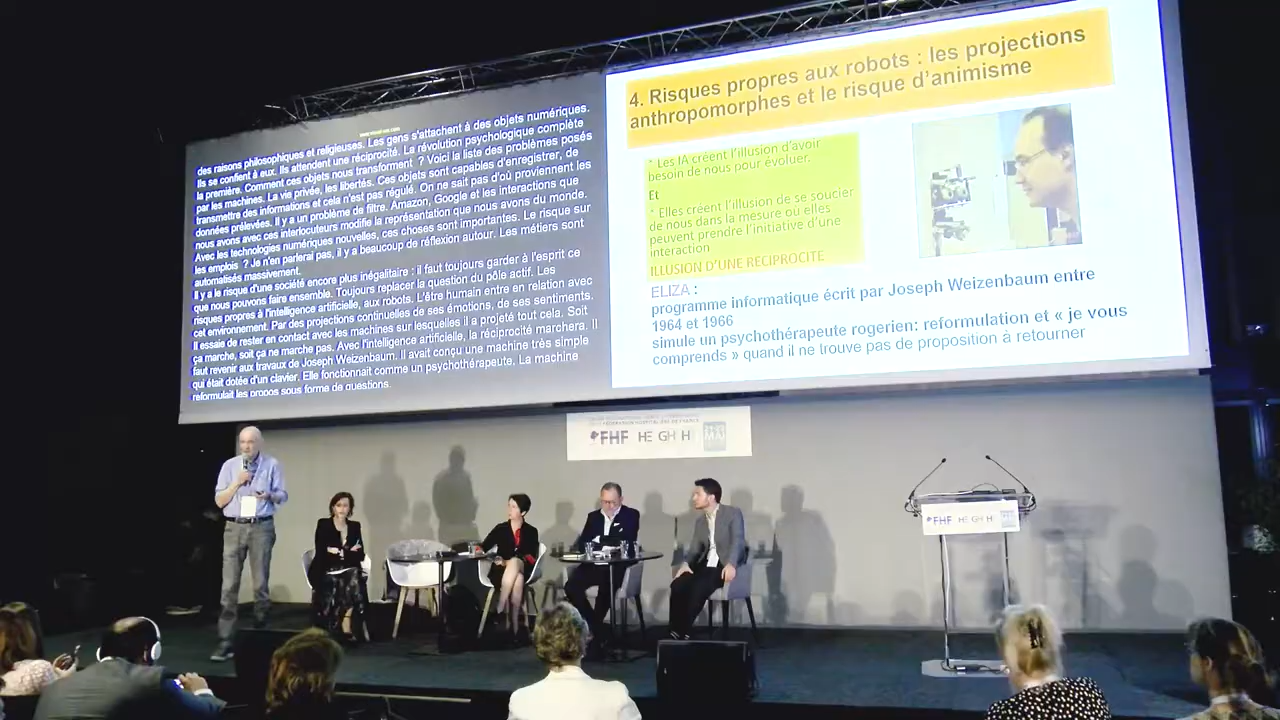 des raisons philosophiques et religieuses. Les gens s'attachent à des objets numériques.
Ils se confient à eux. Ils attendent une réciprocité. La révolution psychologique complète
la première. Comment ces objets nous transforment ? Voici la liste des problèmes posés
par les machines. La vie privée, les libertés. Ces objets sont capables d'enregistrer, de
transmettre des informations et cela n'est pas régulé. On ne sait pas d'où proviennent les
données prélevées. Il y a un problème de filtre. Amazon, Google et les interactions que
nous avons avec ces interlocuteurs modifie la représentation que nous avons du monde.
Avec les technologies numériques nouvelles, ces choses sont importantes. Le risque sur
les emplois ? Je n'en parlerai pas, il y a beaucoup de réflexion autour. Les métiers sont
automatisés massivement.
Il y a le risque d'une société encore plus inégalitaire : il faut toujours garder à l'esprit ce
que nous pouvons faire ensemble. Toujours replacer la question du pôle actif. Les
risques propres à l'intelligence artificielle, aux robots. L'être humain entre en relation avec
cet environnement. Par des projections continuelles de ses émotions, de ses sentiments.
Il essaie de rester en contact avec les machines sur lesquelles il a projeté tout cela. Soit
ça marche, soit ça ne marche pas. Avec l'intelligence artificielle, la réciprocité marchera. Il
faut revenir aux travaux de Joseph Weizenbaum. Il avait conçu une machine très simple
qui était dotée d'un clavier. Elle fonctionnait comme un psychothérapeute. La machine
reformulait les propos sous forme de questions.
4. Risques propres aux robots : les projections
anthropomorphes et le risque d'animisme
* Les IA créent l'illusion d'avoir
besoin de nous pour évoluer.
Et
* Elles créent l'illusion de se soucier
de nous dans la mesure où elles
peuvent prendre l'initiative d'une
interaction
ILLUSION D'UNE RECIPROCITE
ELIZA :
programme informatique écrit par Joseph Weizenbaum entre
1964 et 1966
simule un psychothérapeute rogerien: reformulation et « je vous
comprends » quand il ne trouve pas de proposition à retourner
FHF
MAI
FHF